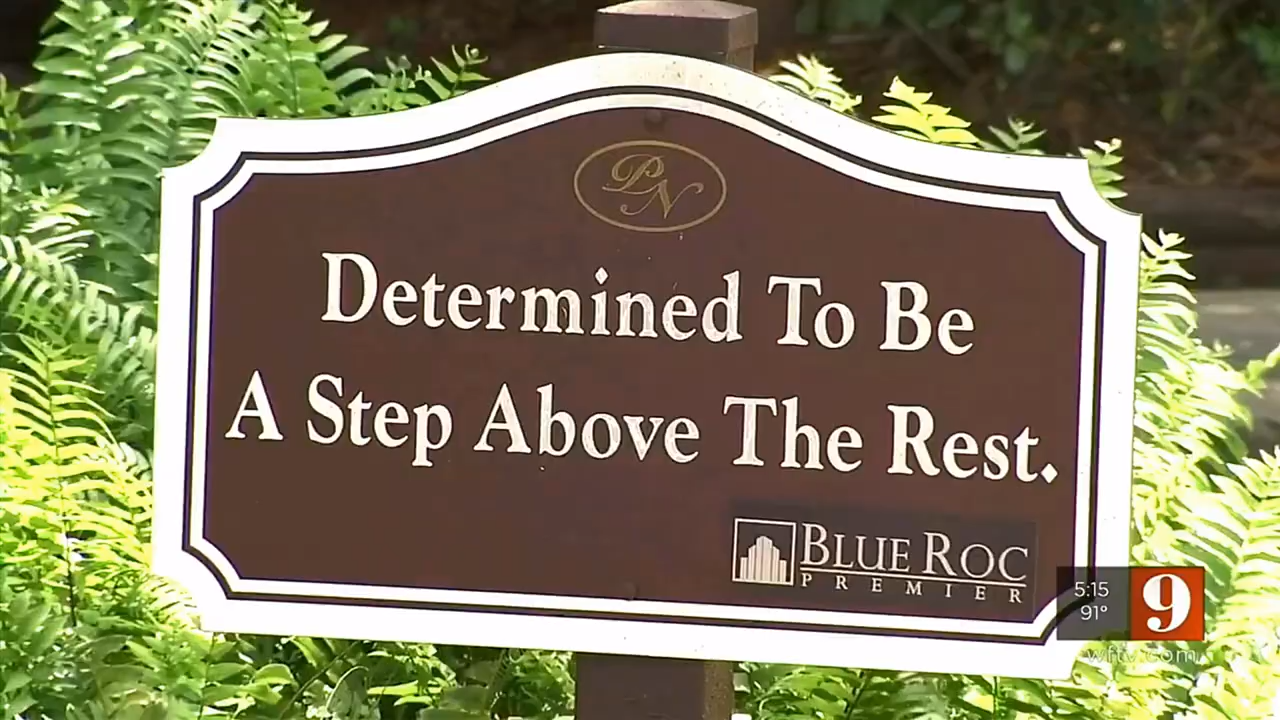 PN
Determined To Be
A Step Above The Rest.
BLUE ROC
PREMIER
5:15
91°
9
wftv.com